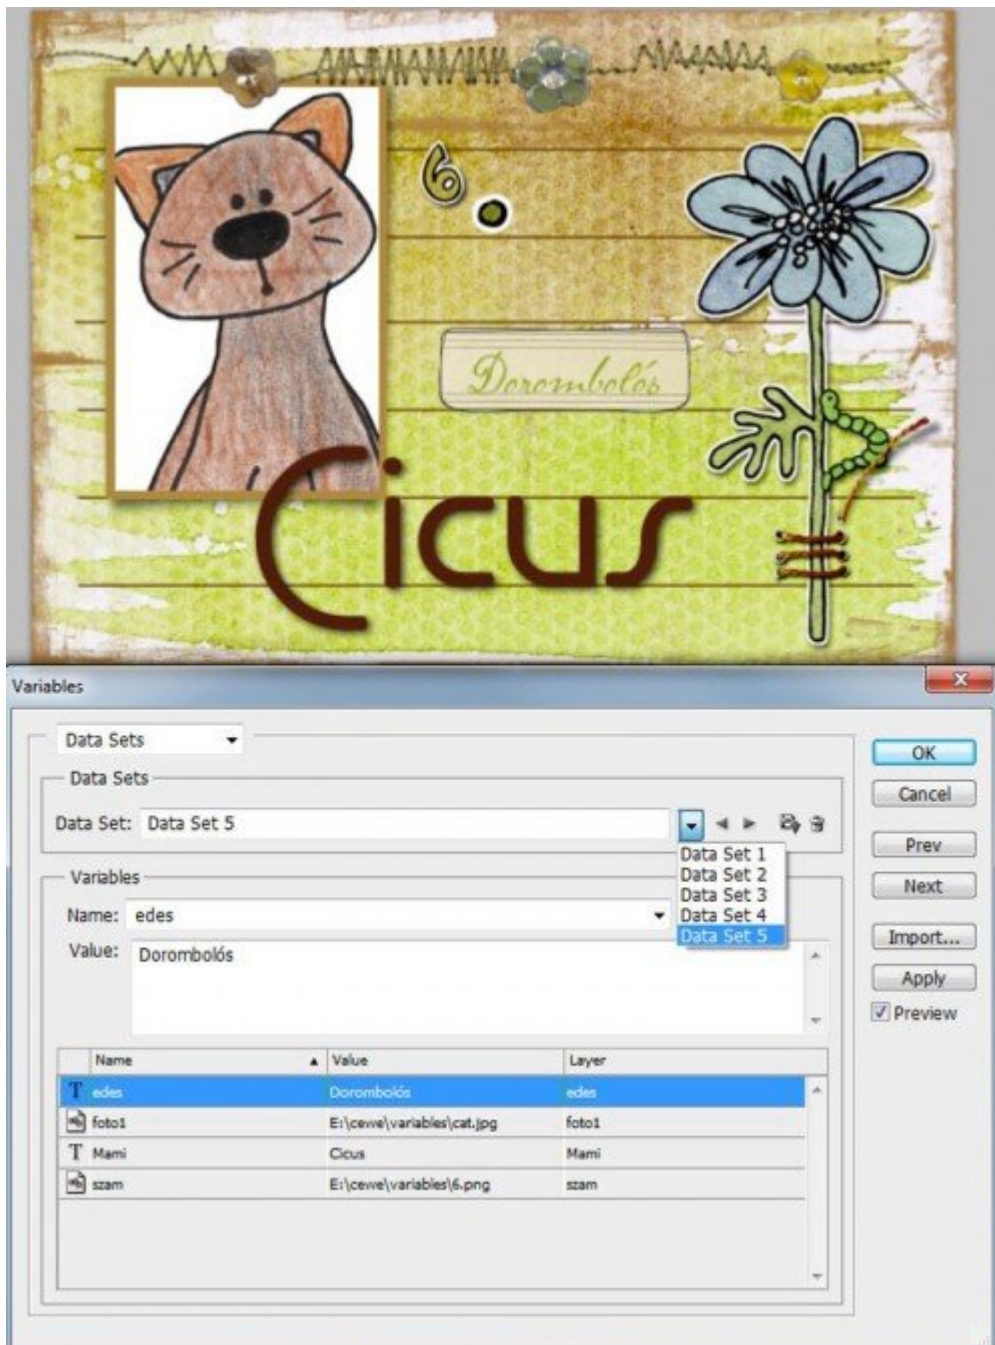 6.
Dorombolós
Cicus
Variables
Data Sets
Data Sets
Data Set: Data Set 5
Data Set 1
Data Set 2
Data Set 3
Data Set 4
Data Set 5
Variables
Name: edes
Value: Dorombolós
OK
Cancel
Prev
Next
Import...
Apply
Preview
Name Value Layer
T edes Dorombolós edes
foto1 E:\cewe\variables\cat.jpg foto1
T Mami Cicus Mami
szam E:\cewe\variables\6.png szam